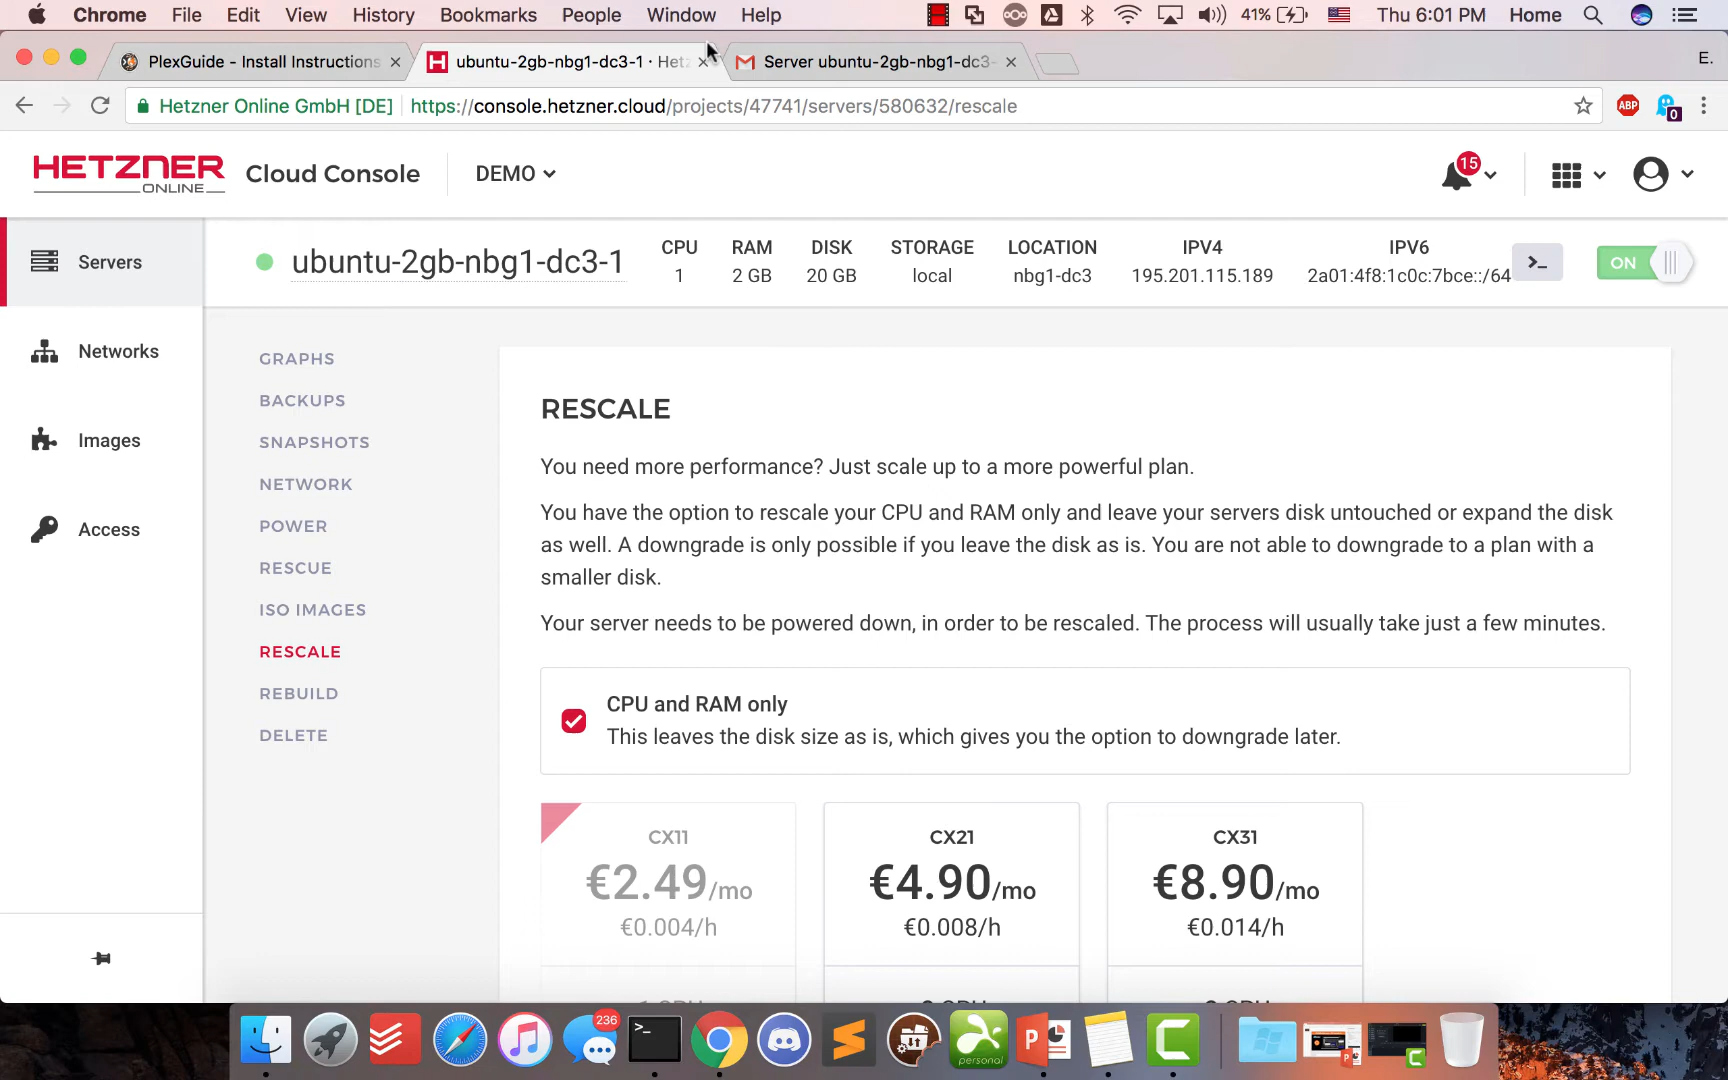 Chrome File Edit View History Bookmarks People Window Help 41% Thu 6:01 PM Home
PlexGuide - Install Instructions ubuntu-2gb-nbg1-dc3-1 · Hetz Server ubuntu-2gb-nbg1-dc3- E.
Hetzner Online GmbH [DE] https://console.hetzner.cloud/projects/47741/servers/580632/rescale ABP 0
HETZNER ONLINE Cloud Console DEMO 15
Servers
Networks
Images
Access
ubuntu-2gb-nbg1-dc3-1
CPU RAM DISK STORAGE LOCATION IPV4 IPV6
1 2 GB 20 GB local nbg1-dc3 195.201.115.189 2a01:4f8:1c0c:7bce::/64
>_ ON
GRAPHS
BACKUPS
SNAPSHOTS
NETWORK
POWER
RESCUE
ISO IMAGES
RESCALE
REBUILD
DELETE
RESCALE
You need more performance? Just scale up to a more powerful plan.
You have the option to rescale your CPU and RAM only and leave your servers disk untouched or expand the disk
as well. A downgrade is only possible if you leave the disk as is. You are not able to downgrade to a plan with a
smaller disk.
Your server needs to be powered down, in order to be rescaled. The process will usually take just a few minutes.
CPU and RAM only
This leaves the disk size as is, which gives you the option to downgrade later.
CX11 CX21 CX31
€2.49/mo €4.90/mo €8.90/mo
€0.004/h €0.008/h €0.014/h
236
personal